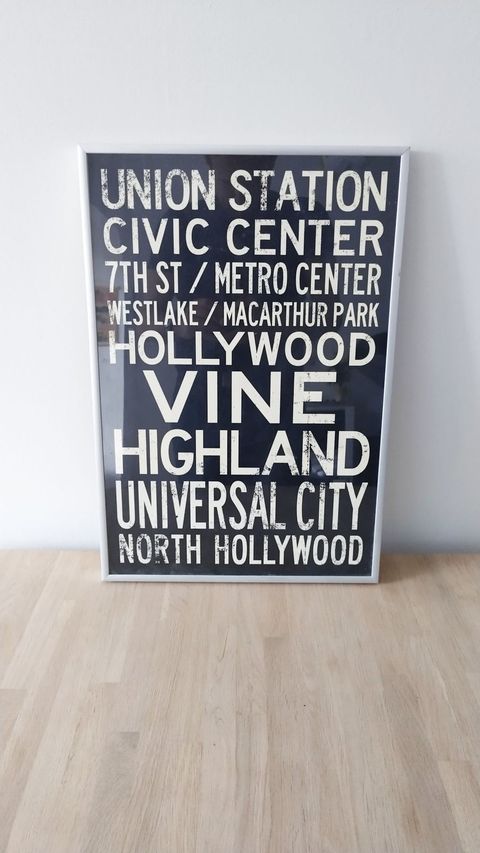 UNION STATION
CIVIC CENTER
7TH ST / METRO CENTER
WESTLAKE / MACARTHUR PARK
HOLLYWOOD
VINE
HIGHLAND
UNIVERSAL CITY
NORTH HOLLYWOOD